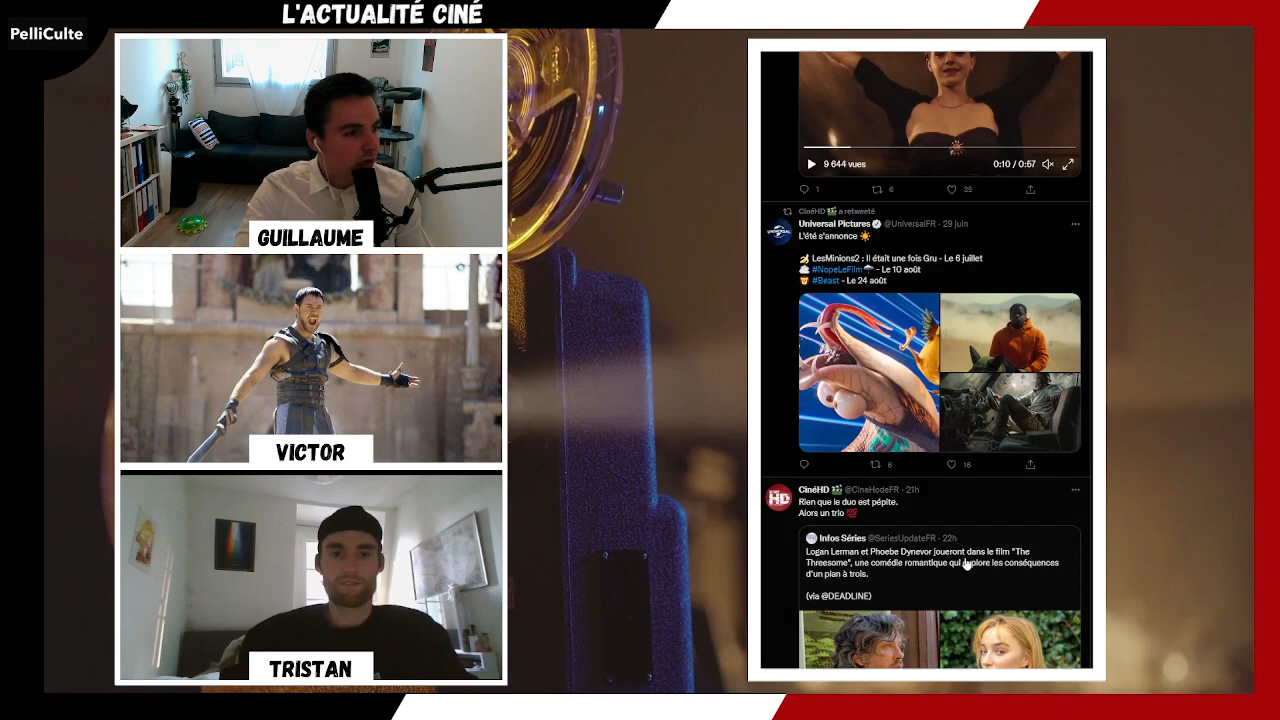 L'ACTUALITÉ CINÉ
PelliCulte
GUILLAUME
VICTOR
TRISTAN
9 644 vues
0:10 / 0:57
1
6
35
CinéHD a retweeté
Universal Pictures @UniversalFR · 29 juin
L'été s'annonce
LesMinions2 : Il était une fois Gru - Le 6 juillet
#NopeLeFilm - Le 10 août
#Beast - Le 24 août
UNIVERSAL
6
16
CinéHD @CineHodeFR · 21h
Rien que le duo est pépite.
Alors un trio 💯
HD
Infos Séries @SeriesUpdateFR · 22h
Logan Lerman et Phoebe Dynevor joueront dans le film "The
Threesome", une comédie romantique qui explore les conséquences
d'un plan à trois.
(via @DEADLINE)